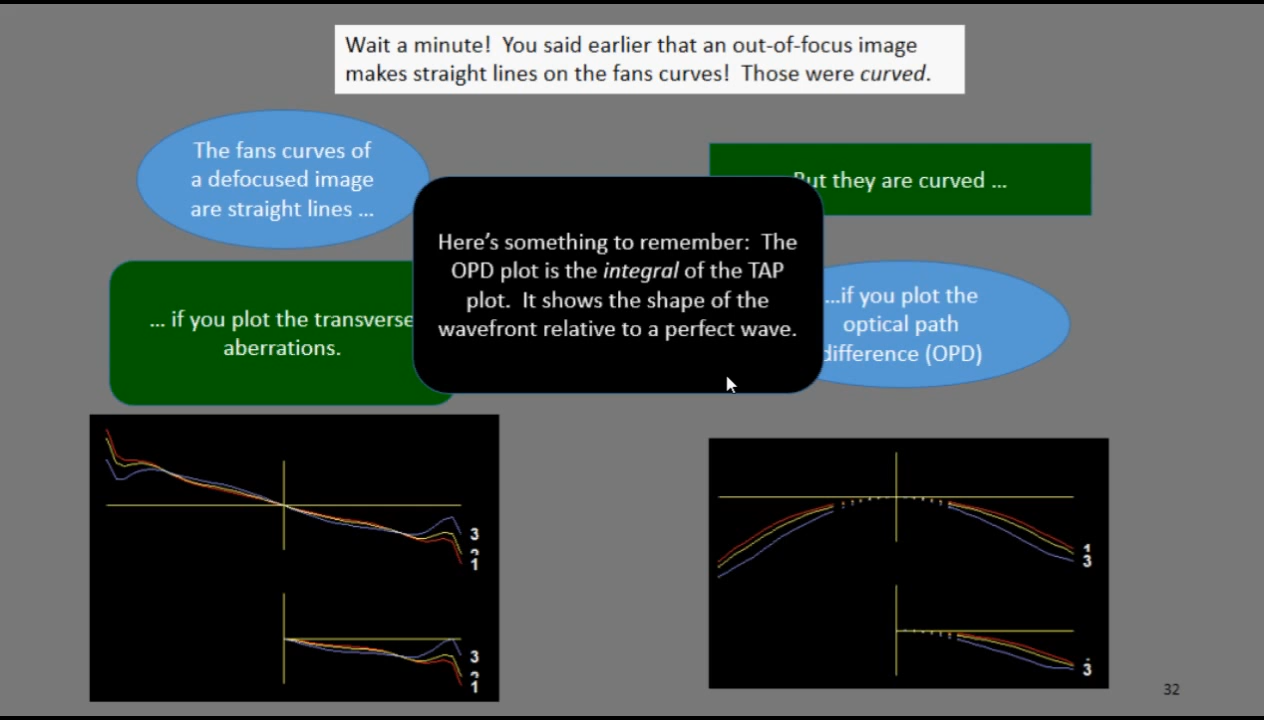 Wait a minute! You said earlier that an out-of-focus image
makes straight lines on the fans curves! Those were curved.
The fans curves of
a defocused image
are straight lines ...
But they are curved ...
... if you plot the transverse
aberrations.
Here's something to remember: The
OPD plot is the integral of the TAP
plot. It shows the shape of the
wavefront relative to a perfect wave.
...if you plot the
optical path
difference (OPD)
3
2
1
3
2
1
1
3
3
32